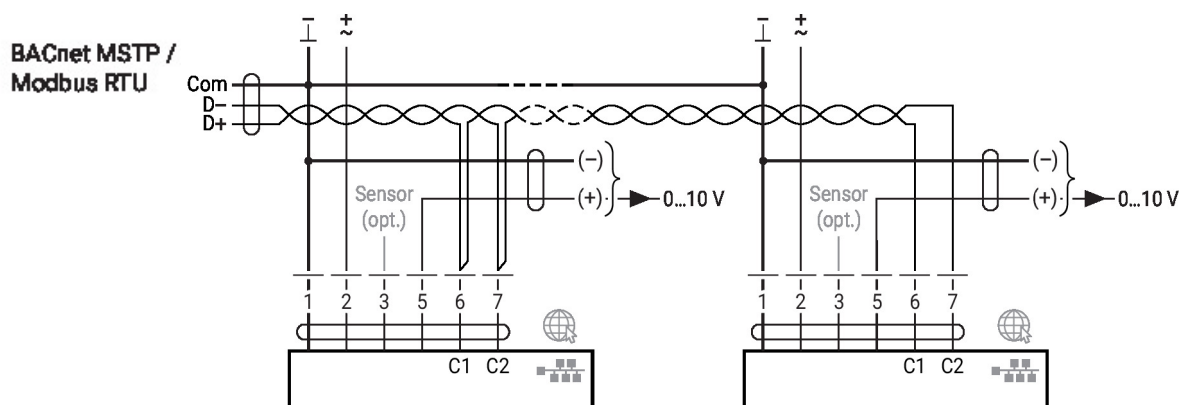 – +
⊥ ~
– +
⊥ ~
BACnet MSTP /
Modbus RTU
Com
D–
D+
(–)
(+) 0...10 V
(–)
(+) 0...10 V
Sensor
(opt.)
Sensor
(opt.)
1 2 3 5 6 7
1 2 3 5 6 7
C1 C2
C1 C2